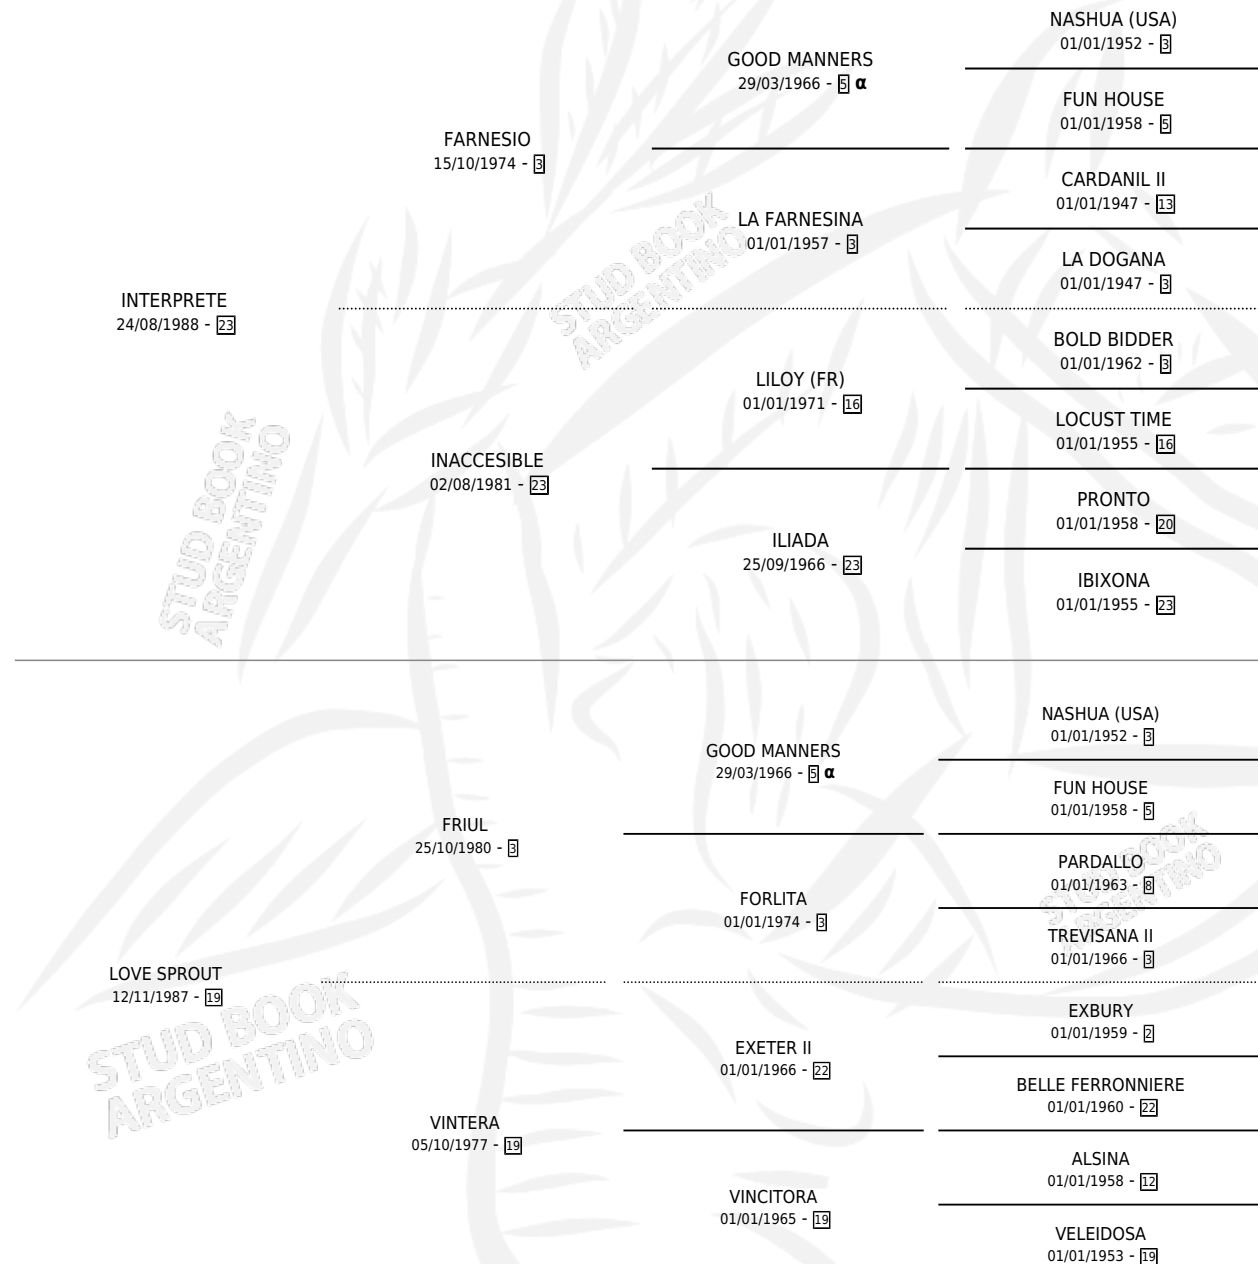 INTERPRETE
24/08/1988 - 23
FARNESIO
15/10/1974 - 3
GOOD MANNERS
29/03/1966 - 5 α
NASHUA (USA)
01/01/1952 - 3
FUN HOUSE
01/01/1958 - 5
LA FARNESINA
01/01/1957 - 3
CARDANIL II
01/01/1947 - 13
LA DOGANA
01/01/1947 - 3
INACCESIBLE
02/08/1981 - 23
LILOY (FR)
01/01/1971 - 16
BOLD BIDDER
01/01/1962 - 3
LOCUST TIME
01/01/1955 - 16
ILIADA
25/09/1966 - 23
PRONTO
01/01/1958 - 20
IBIXONA
01/01/1955 - 23
LOVE SPROUT
12/11/1987 - 19
FRIUL
25/10/1980 - 3
GOOD MANNERS
29/03/1966 - 5 α
NASHUA (USA)
01/01/1952 - 3
FUN HOUSE
01/01/1958 - 5
FORLITA
01/01/1974 - 3
PARDALLO
01/01/1963 - 8
TREVISANA II
01/01/1966 - 3
VINTERA
05/10/1977 - 19
EXETER II
01/01/1966 - 22
EXBURY
01/01/1959 - 2
BELLE FERRONNIERE
01/01/1960 - 22
VINCITORA
01/01/1965 - 19
ALSINA
01/01/1958 - 12
VELEIDOSA
01/01/1953 - 19
STUD BOOK
ARGENTINO
STUD BOOK
ARGENTINO
STUD BOOK
ARGENTINO
STUD BOOK
ARGENTINO